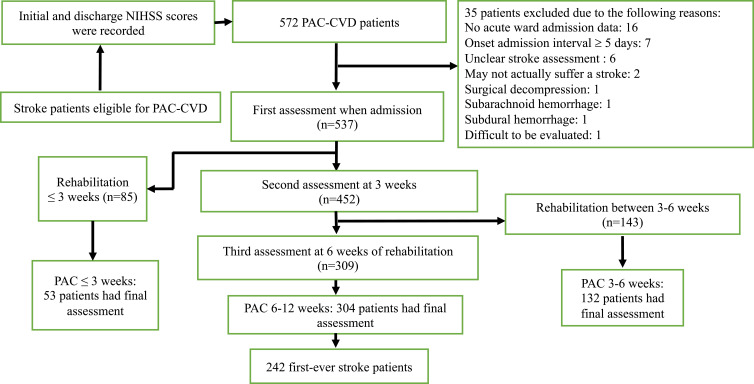 Initial and discharge NIHSS scores
were recorded
572 PAC-CVD patients
35 patients excluded due to the following reasons:
No acute ward admission data: 16
Onset admission interval ≥ 5 days: 7
Unclear stroke assessment : 6
May not actually suffer a stroke: 2
Surgical decompression: 1
Subarachnoid hemorrhage: 1
Subdural hemorrhage: 1
Difficult to be evaluated: 1
Stroke patients eligible for PAC-CVD
First assessment when admission
(n=537)
Rehabilitation
≤ 3 weeks (n=85)
Second assessment at 3 weeks
(n=452)
Rehabilitation between 3-6 weeks
(n=143)
Third assessment at 6 weeks of rehabilitation
(n=309)
PAC ≤ 3 weeks:
53 patients had final
assessment
PAC 3-6 weeks:
132 patients had
final assessment
PAC 6-12 weeks: 304 patients had final
assessment
242 first-ever stroke patients